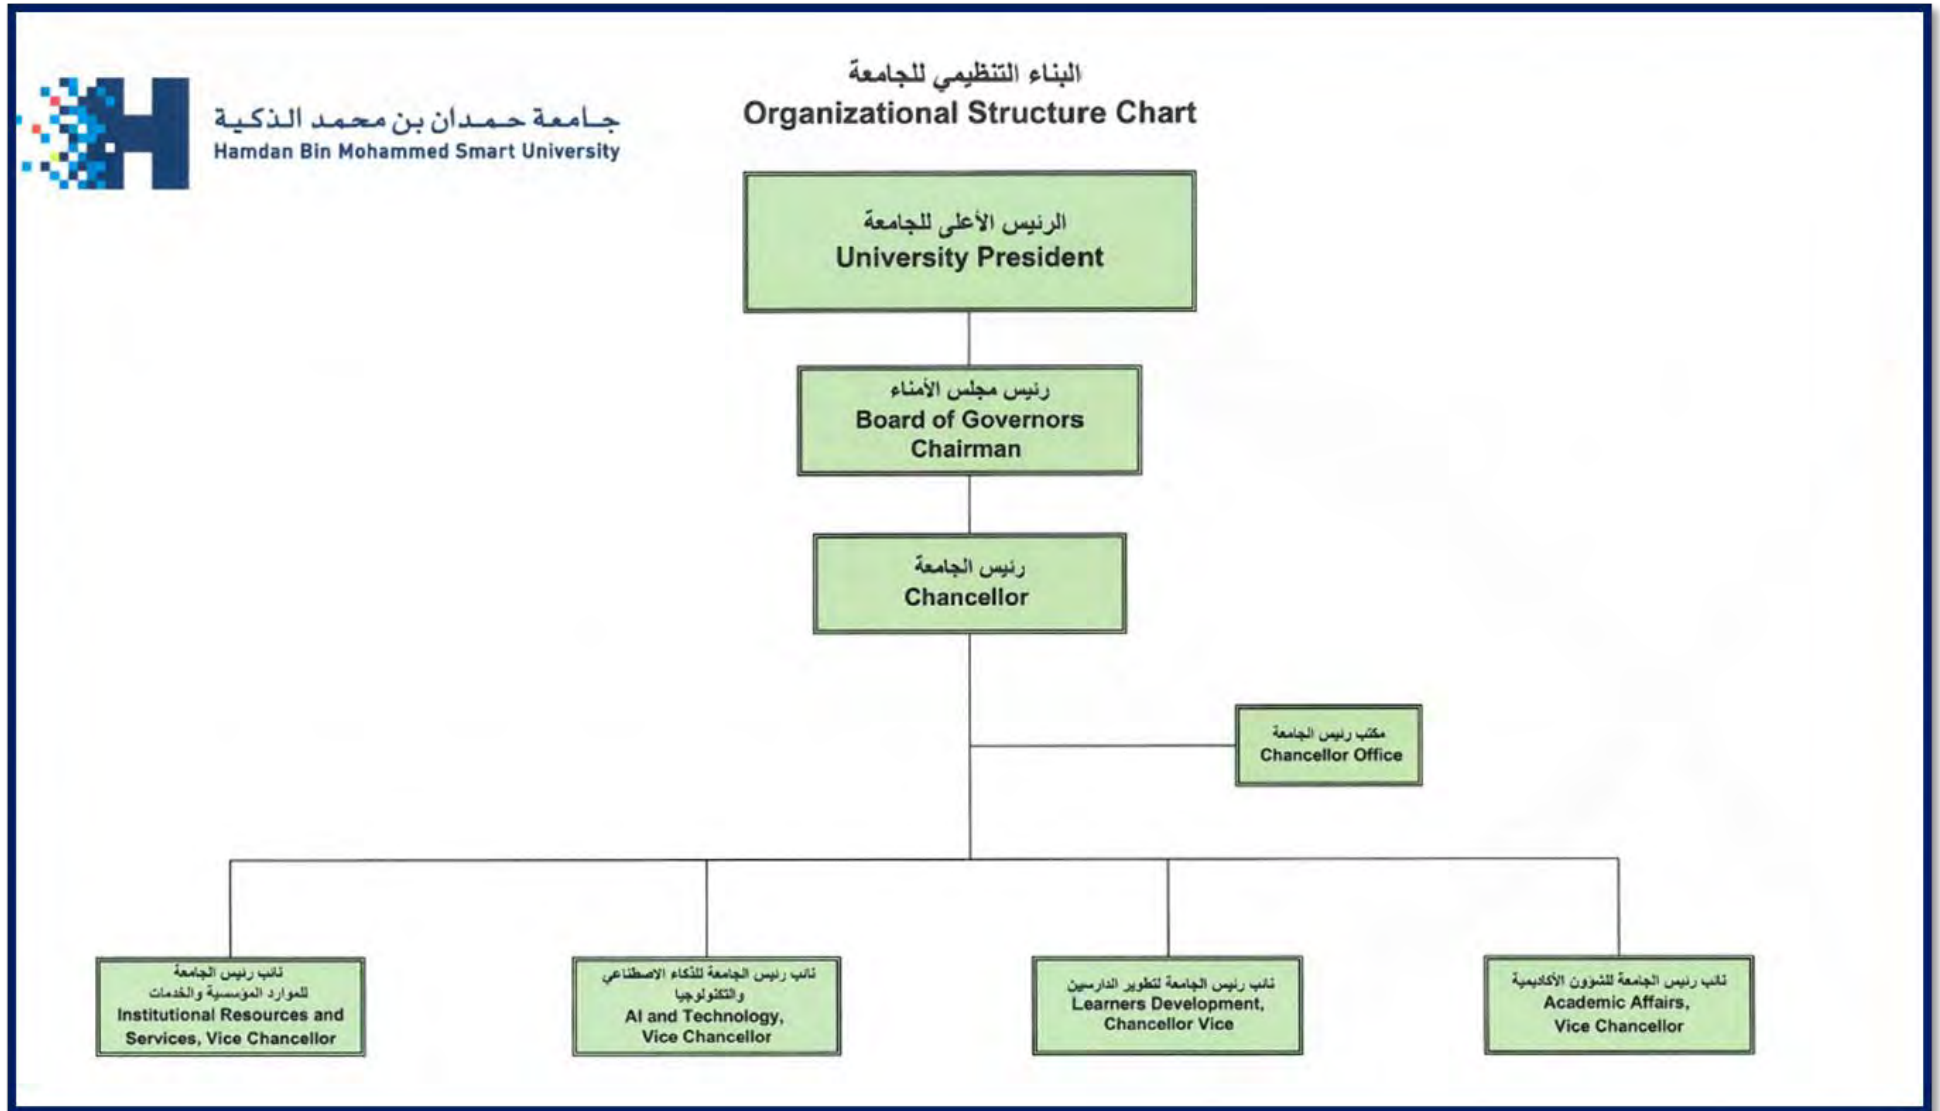 جامعة حمدان بن محمد الذكية
Hamdan Bin Mohammed Smart University
البناء التنظيمي للجامعة
Organizational Structure Chart
الرئيس الأعلى للجامعة
University President
رئيس مجلس الأمناء
Board of Governors
Chairman
رئيس الجامعة
Chancellor
مكتب رئيس الجامعة
Chancellor Office
نائب رئيس الجامعة
للموارد المؤسسية والخدمات
Institutional Resources and
Services, Vice Chancellor
نائب رئيس الجامعة للذكاء الاصطناعي
والتكنولوجيا
AI and Technology,
Vice Chancellor
نائب رئيس الجامعة لتطوير الدارسين
Learners Development,
Chancellor Vice
نائب رئيس الجامعة للشؤون الأكاديمية
Academic Affairs,
Vice Chancellor